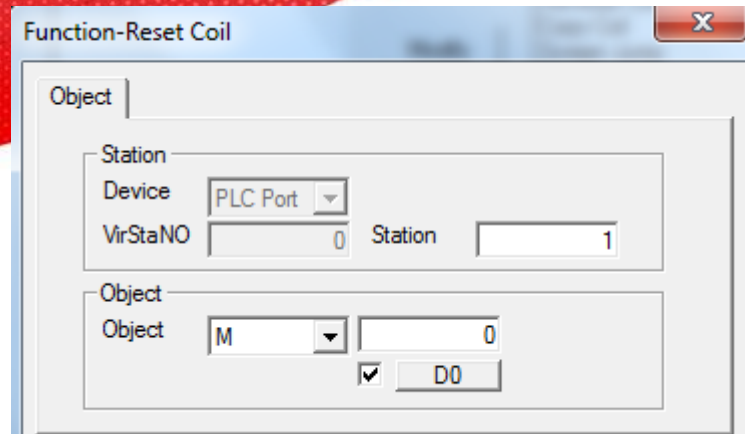 Function-Reset Coil
Object
Station
Device PLC Port
VirStaNO 0 Station 1
Object
Object M 0
D0